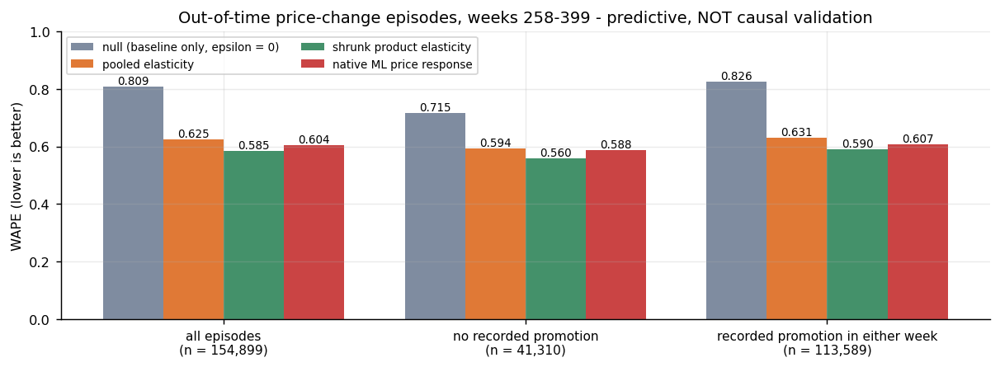 Out-of-time price-change episodes, weeks 258-399 - predictive, NOT causal validation
WAPE (lower is better)
1.0
0.8
0.6
0.4
0.2
0.0
null (baseline only, epsilon = 0)
pooled elasticity
shrunk product elasticity
native ML price response
0.809
0.625
0.585
0.604
0.715
0.594
0.560
0.588
0.826
0.631
0.590
0.607
all episodes
(n = 154,899)
no recorded promotion
(n = 41,310)
recorded promotion in either week
(n = 113,589)